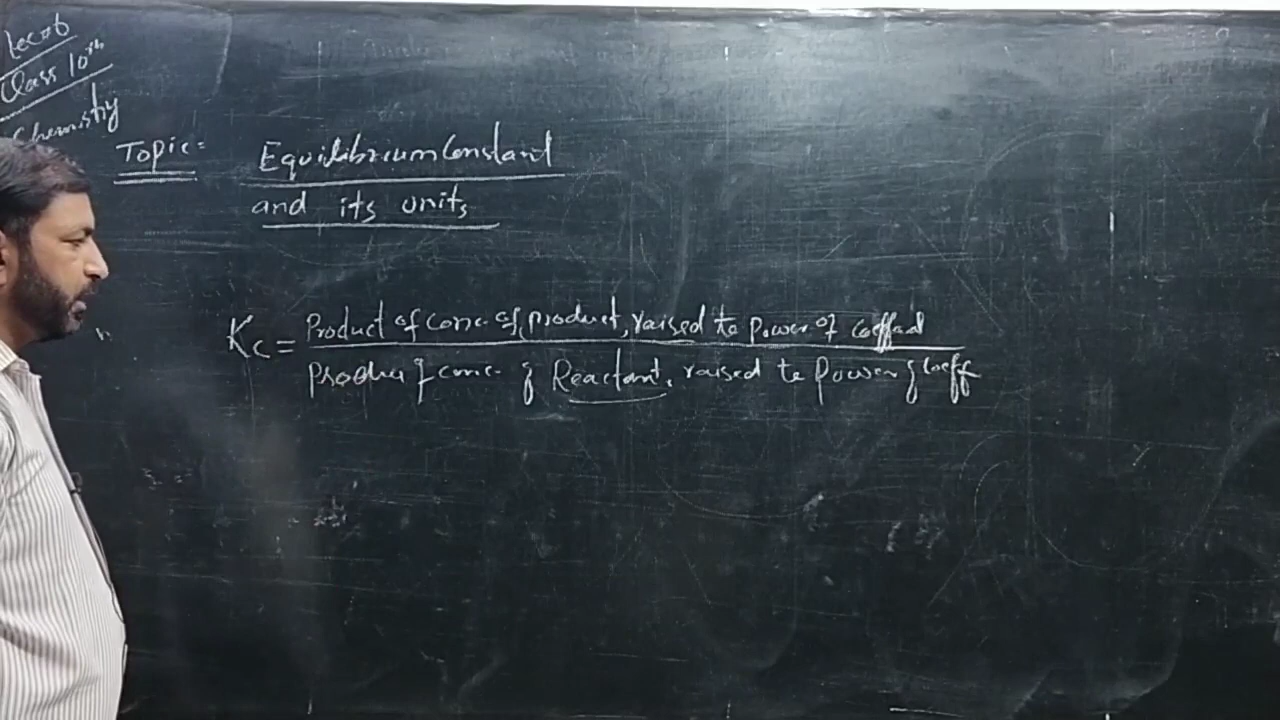 Lec#6
Class 10th
Chemistry
Topic:
Equilibrium Constant
and its units
Kc = Product of conc. of product, raised to power of coeff
Product of conc. of Reactant, raised to power of coeff